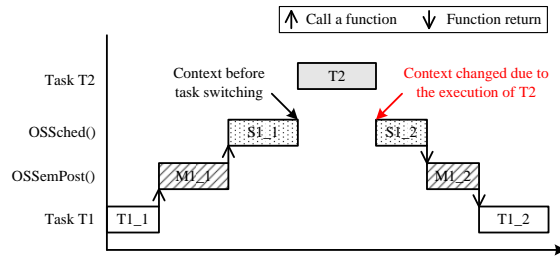 Call a function
Function return
Task T2
Context before
task switching
T2
Context changed due to
the execution of T2
OSSched()
S1_1
S1_2
OSSemPost()
M1_1
M1_2
Task T1
T1_1
T1_2